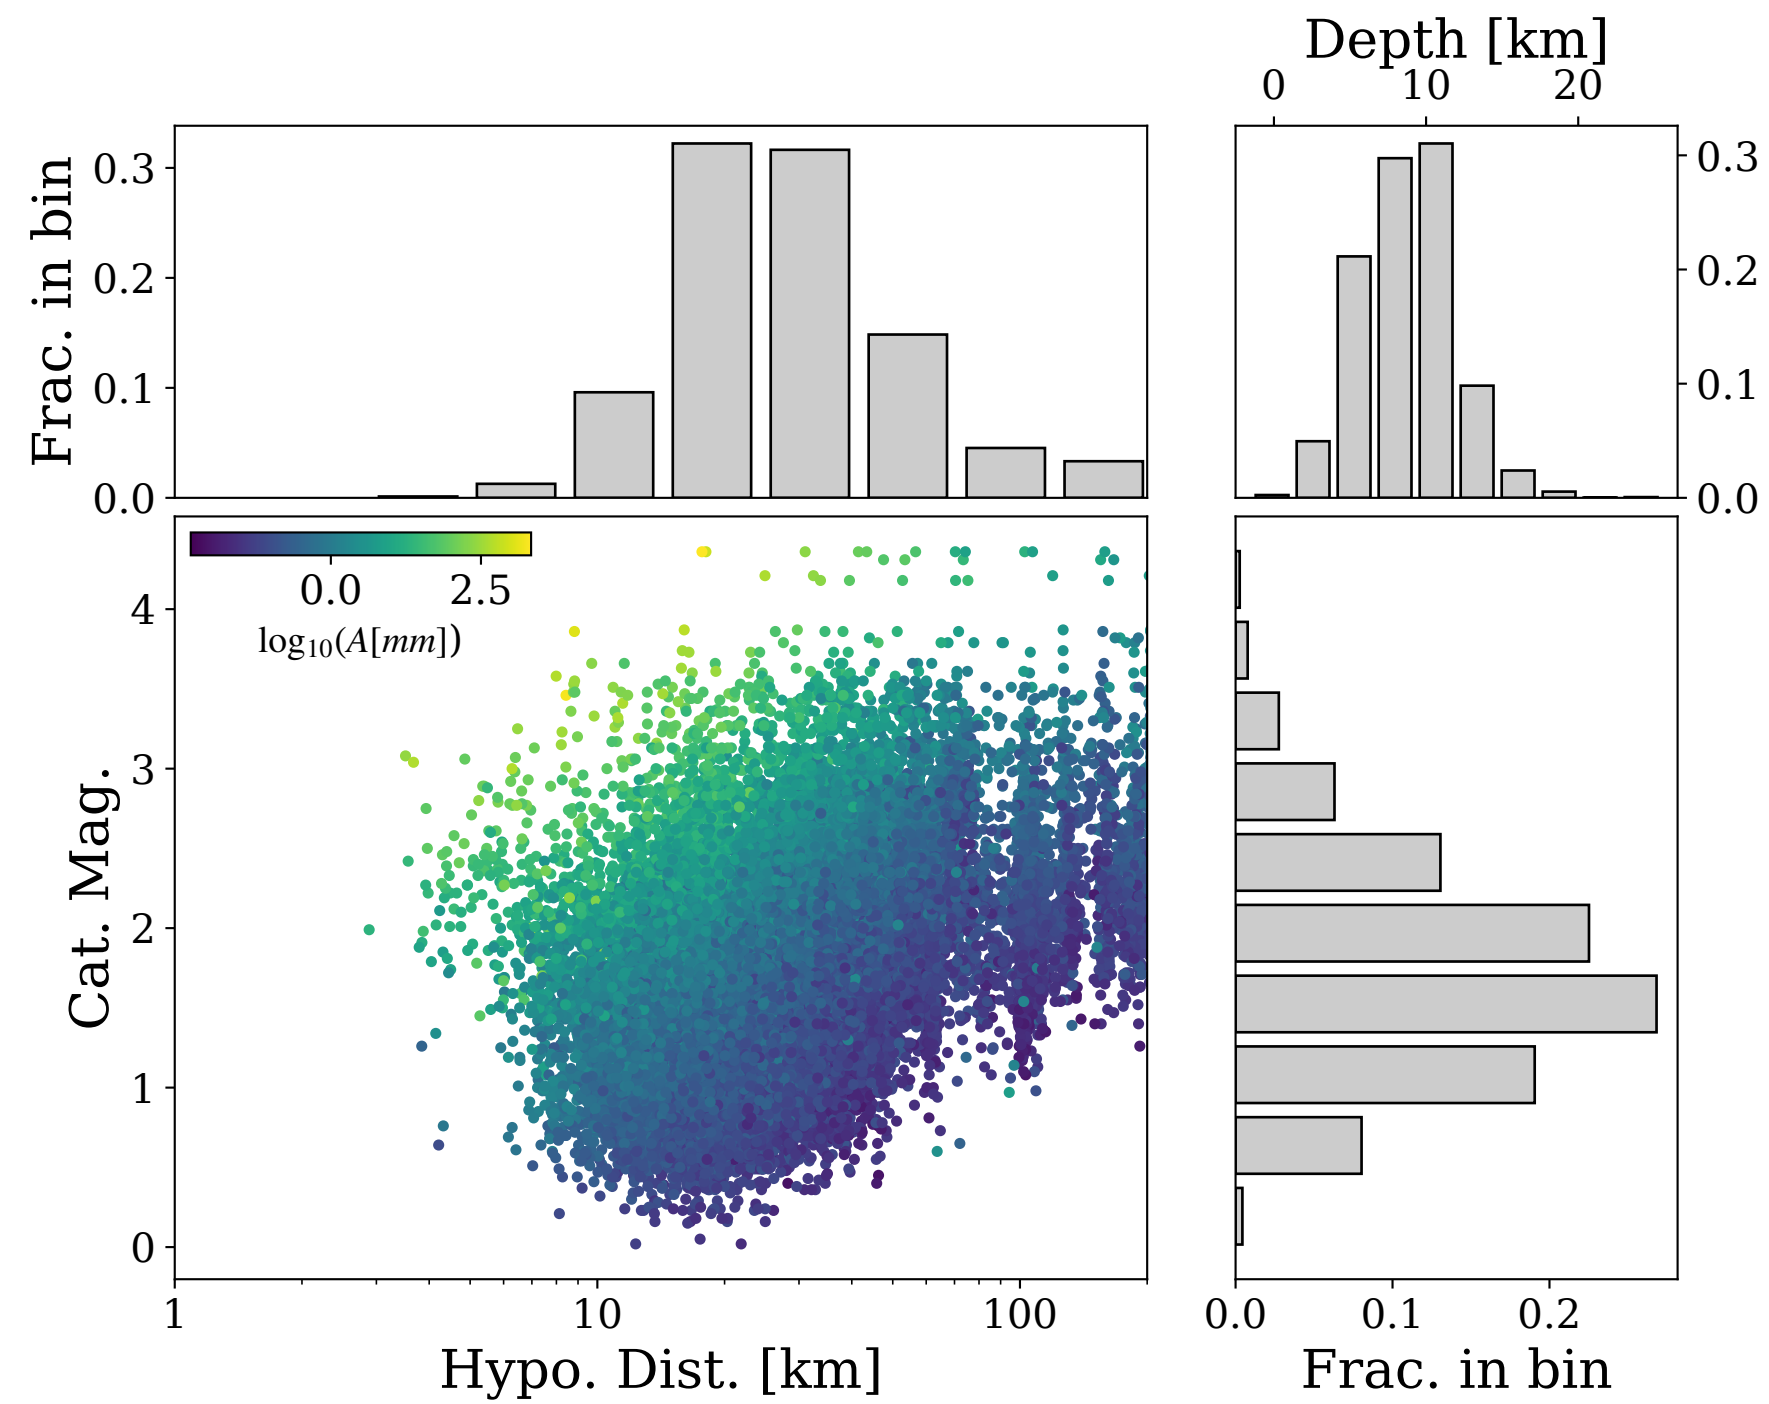 Depth [km]
0 10 20
Frac. in bin
0.3
0.2
0.1
0.0
0.3
0.2
0.1
0.0
0.0 2.5
log10(A[mm])
Cat. Mag.
4
3
2
1
0
1 10 100
Hypo. Dist. [km]
0.0 0.1 0.2
Frac. in bin